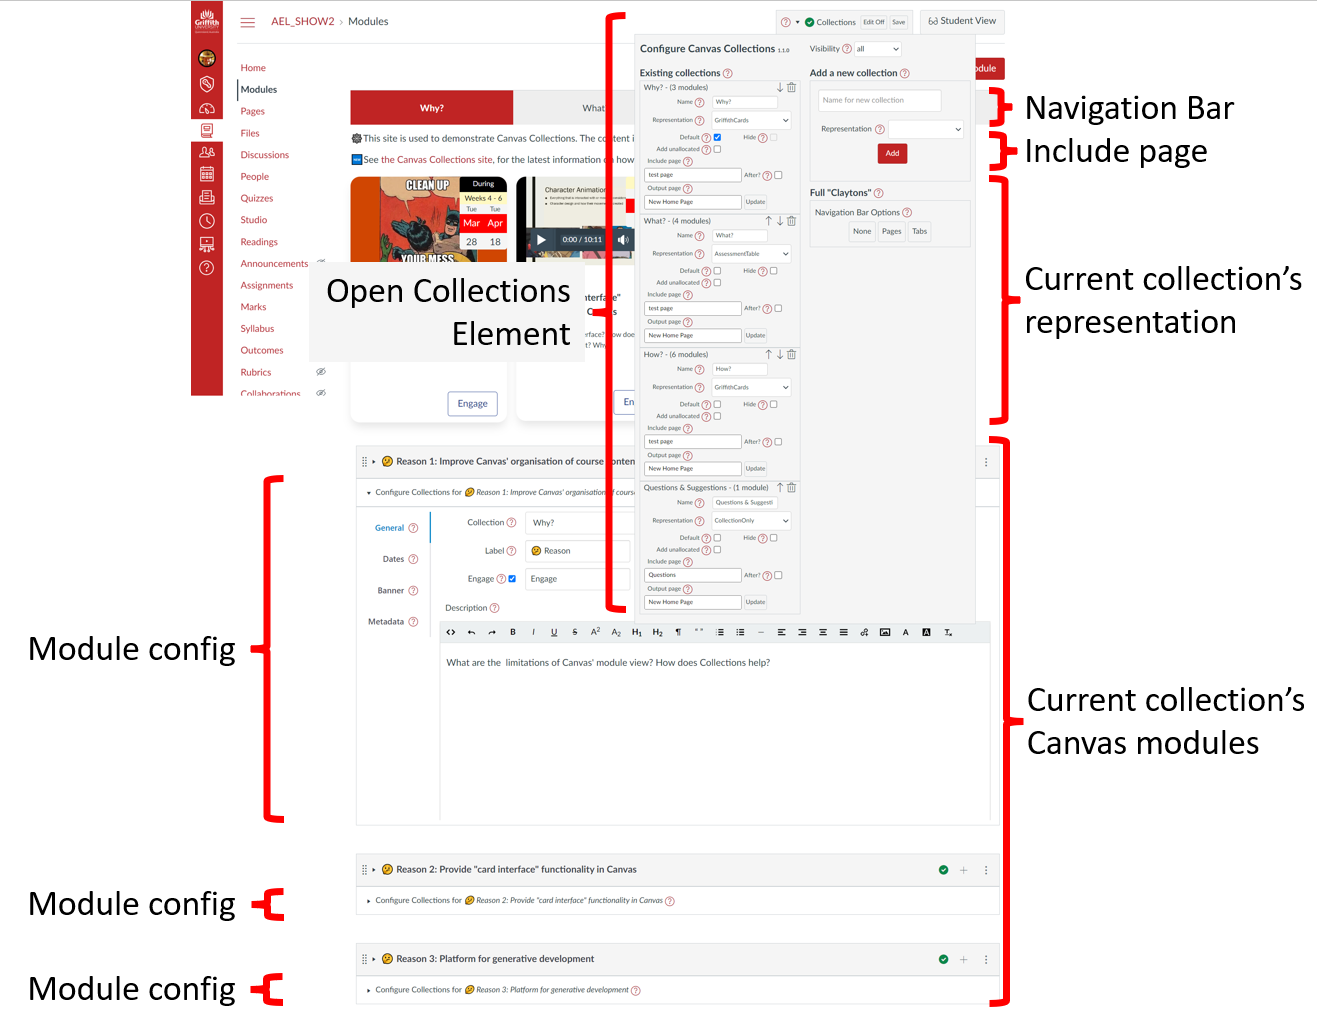 Griffith
UNIVERSITY
AEL_SHOW2 › Modules
Collections
Edit Off
Save
Student View
Home
Modules
Pages
Files
Discussions
People
Quizzes
Studio
Readings
Announcements
Assignments
Marks
Syllabus
Outcomes
Rubrics
Collaborations
odule
Why?
What
This site is used to demonstrate Canvas Collections. The content i
NEW See the Canvas Collections site, for the latest information on how
CLEAN UP
YOUR MESS
During
Weeks 4 - 6
Tue Tue
Mar Apr
28 18
Character Animation
0:00 / 10:11
nterface"
C s
rface? How does
t? Why
Engage
En
Configure Canvas Collections 1.1.0
Visibility ? all
Existing collections ?
Why? - (3 modules)
Name ? Why?
Representation ? GriffithCards
Default ? Hide ?
Add unallocated ?
Include page ?
test page After? ?
Output page ?
New Home Page Update
What? - (4 modules)
Name ? What?
Representation ? AssessmentTable
Default ? Hide ?
Add unallocated ?
Include page ?
test page After? ?
Output page ?
New Home Page Update
How? - (6 modules)
Name ? How?
Representation ? GriffithCards
Default ? Hide ?
Add unallocated ?
Include page ?
test page After? ?
Output page ?
New Home Page Update
Questions & Suggestions - (1 module)
Name ? Questions & Suggesti
Representation ? CollectionOnly
Default ? Hide ?
Add unallocated ?
Include page ?
Questions After? ?
Output page ?
New Home Page Update
Add a new collection ?
Name for new collection
Representation ?
Add
Full "Claytons" ?
Navigation Bar Options ?
None Pages Tabs
Open Collections
Element
Navigation Bar
Include page
Current collection's
representation
Reason 1: Improve Canvas' organisation of course conten
Configure Collections for Reason 1: Improve Canvas' organisation of cours
General ?
Dates ?
Banner ?
Metadata ?
Collection ? Why?
Label ? Reason
Engage ? Engage
Description ?
<> B I U S A2 A2 H1 H2 ¶ " " A A Tx
What are the limitations of Canvas' module view? How does Collections help?
Module config
Current collection's
Canvas modules
Reason 2: Provide "card interface" functionality in Canvas
Configure Collections for Reason 2: Provide "card interface" functionality in Canvas ?
Module config
Reason 3: Platform for generative development
Configure Collections for Reason 3: Platform for generative development ?
Module config